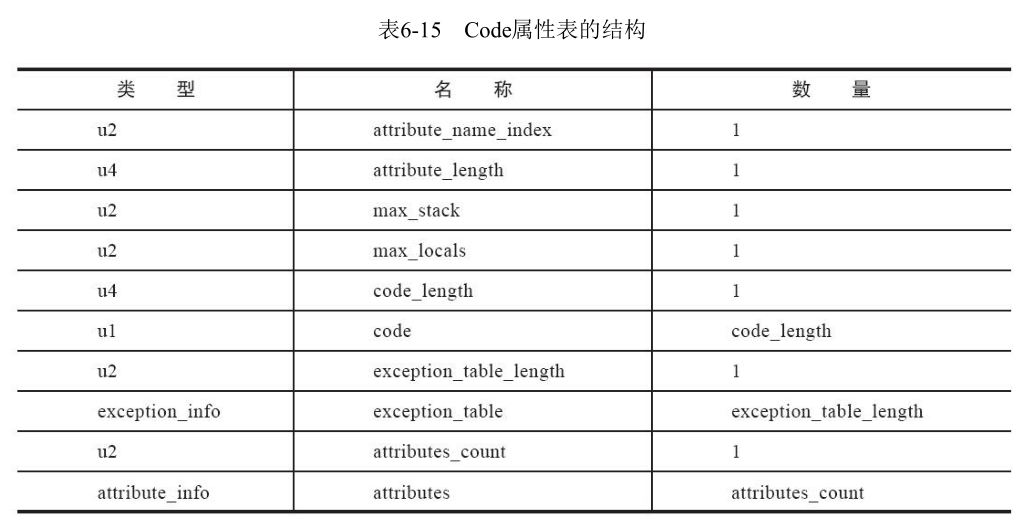 表6-15 Code属性表的结构
类 型 名 称 数 量
u2 attribute_name_index 1
u4 attribute_length 1
u2 max_stack 1
u2 max_locals 1
u4 code_length 1
u1 code code_length
u2 exception_table_length 1
exception_info exception_table exception_table_length
u2 attributes_count 1
attribute_info attributes attributes_count